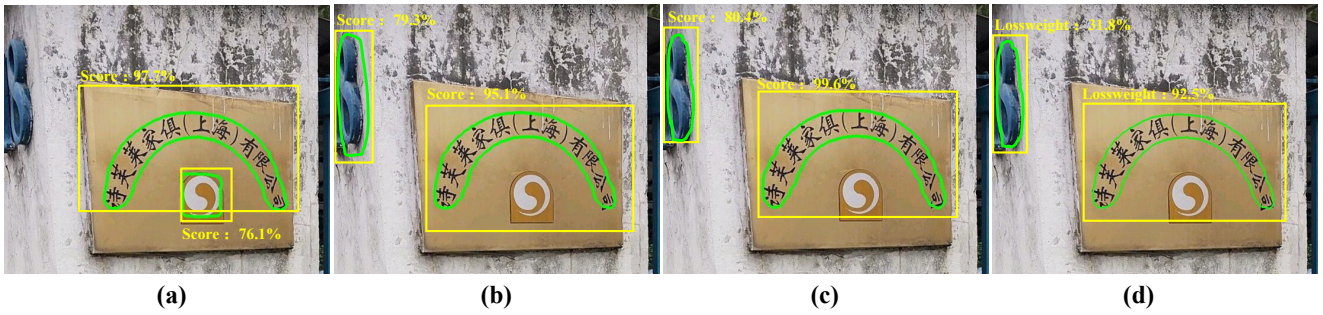 Score : 97.7%
诗芙莱家俱(上海)有限公司
Score : 76.1%
(a)
Score : 79.3%
Score : 95.1%
诗芙莱家俱(上海)有限公司
(b)
Score : 80.4%
Score : 99.6%
诗芙莱家俱(上海)有限公司
(c)
Lossweight : 31.8%
Lossweight : 92.5%
诗芙莱家俱(上海)有限公司
(d)